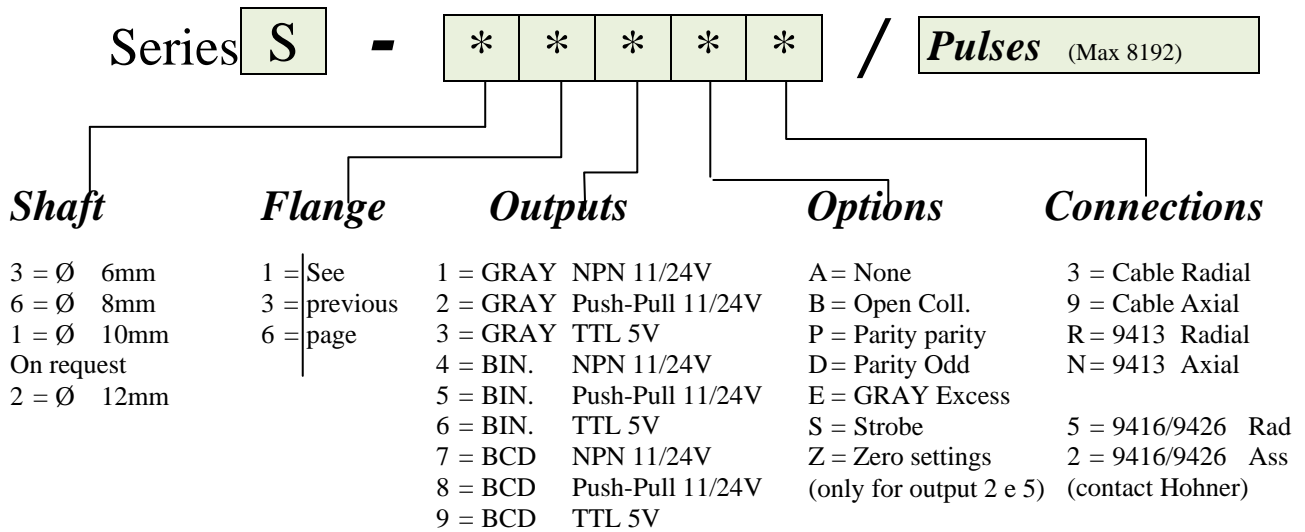 Series S - * * * * * / Pulses (Max 8192)
Shaft Flange Outputs Options Connections
3 = Ø 6mm
6 = Ø 8mm
1 = Ø 10mm
On request
2 = Ø 12mm
1 = See
3 = previous
6 = page
1 = GRAY NPN 11/24V
2 = GRAY Push-Pull 11/24V
3 = GRAY TTL 5V
4 = BIN. NPN 11/24V
5 = BIN. Push-Pull 11/24V
6 = BIN. TTL 5V
7 = BCD NPN 11/24V
8 = BCD Push-Pull 11/24V
9 = BCD TTL 5V
A = None
B = Open Coll.
P = Parity parity
D = Parity Odd
E = GRAY Excess
S = Strobe
Z = Zero settings
(only for output 2 e 5)
3 = Cable Radial
9 = Cable Axial
R = 9413 Radial
N = 9413 Axial
5 = 9416/9426 Rad
2 = 9416/9426 Ass
(contact Hohner)